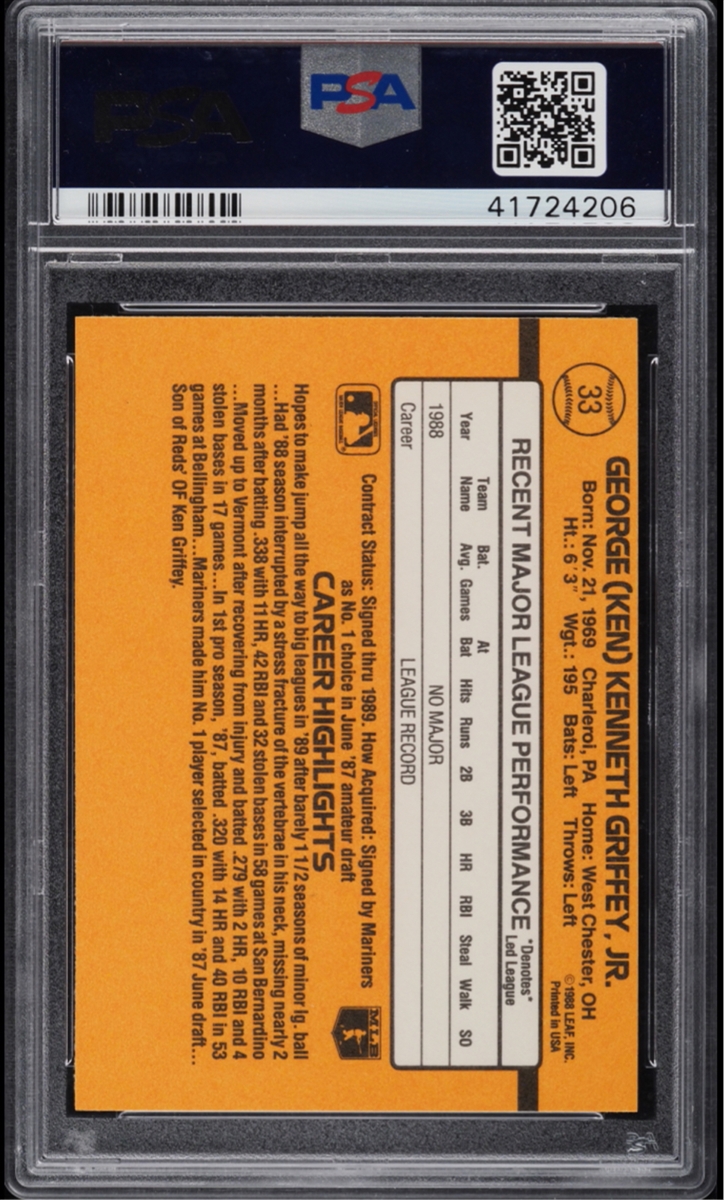 PSA
PSA
41724206
33
GEORGE (KEN) KENNETH GRIFFEY, JR.
Born: Nov. 21, 1969 Charleroi, PA Home: West Chester, OH
Ht.: 6'3" Wgt.: 195 Bats: Left Throws: Left
©1988 LEAF, INC.
Printed in USA
RECENT MAJOR LEAGUE PERFORMANCE
"Denotes"
Led League
Year Team Name Bat. Avg. Games At Bat Hits Runs 2B 3B HR RBI Steal Walk SO
1988 NO MAJOR
Career LEAGUE RECORD
Contract Status: Signed thru 1989. How Acquired: Signed by Mariners
as No. 1 choice in June '87 amateur draft
MLB
CAREER HIGHLIGHTS
Hopes to make jump all the way to big leagues in '89 after barely 1 1/2 seasons of minor lg. ball
...Had '88 season interrupted by a stress fracture of the vertebrae in his neck, missing nearly 2
months after batting .338 with 11 HR, 42 RBI and 32 stolen bases in 58 games at San Bernardino
...Moved up to Vermont after recovering from injury and batted .279 with 2 HR, 10 RBI and 4
stolen bases in 17 games...In 1st pro season, '87, batted .320 with 14 HR and 40 RBI in 53
games at Bellingham...Mariners made him No. 1 player selected in country in '87 June draft...
Son of Reds' OF Ken Griffey.